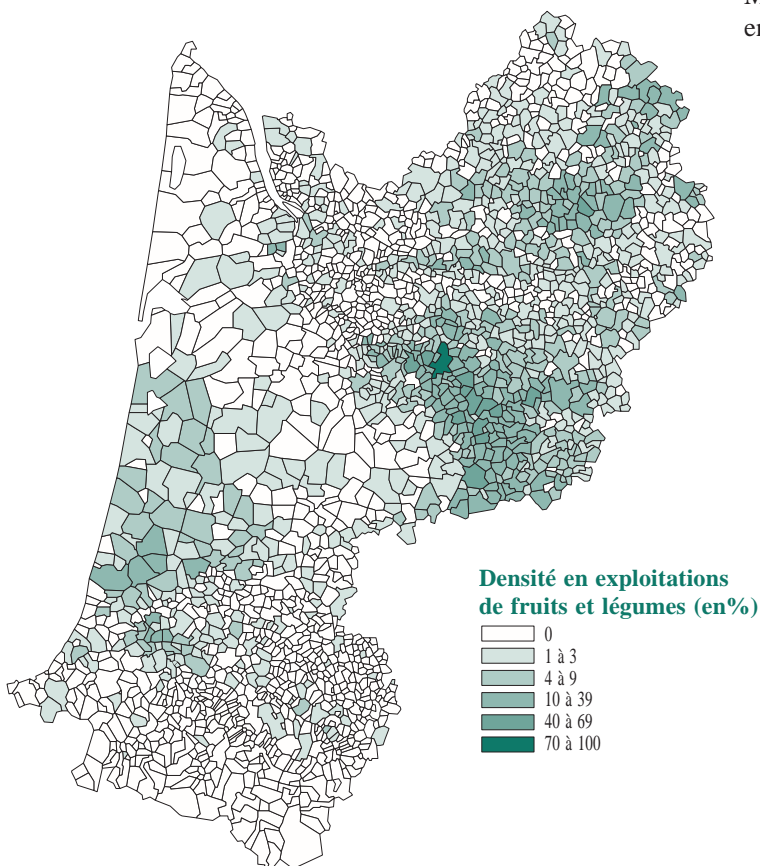 Densité en exploitations
de fruits et légumes (en%)
0
1 à 3
4 à 9
10 à 39
40 à 69
70 à 100